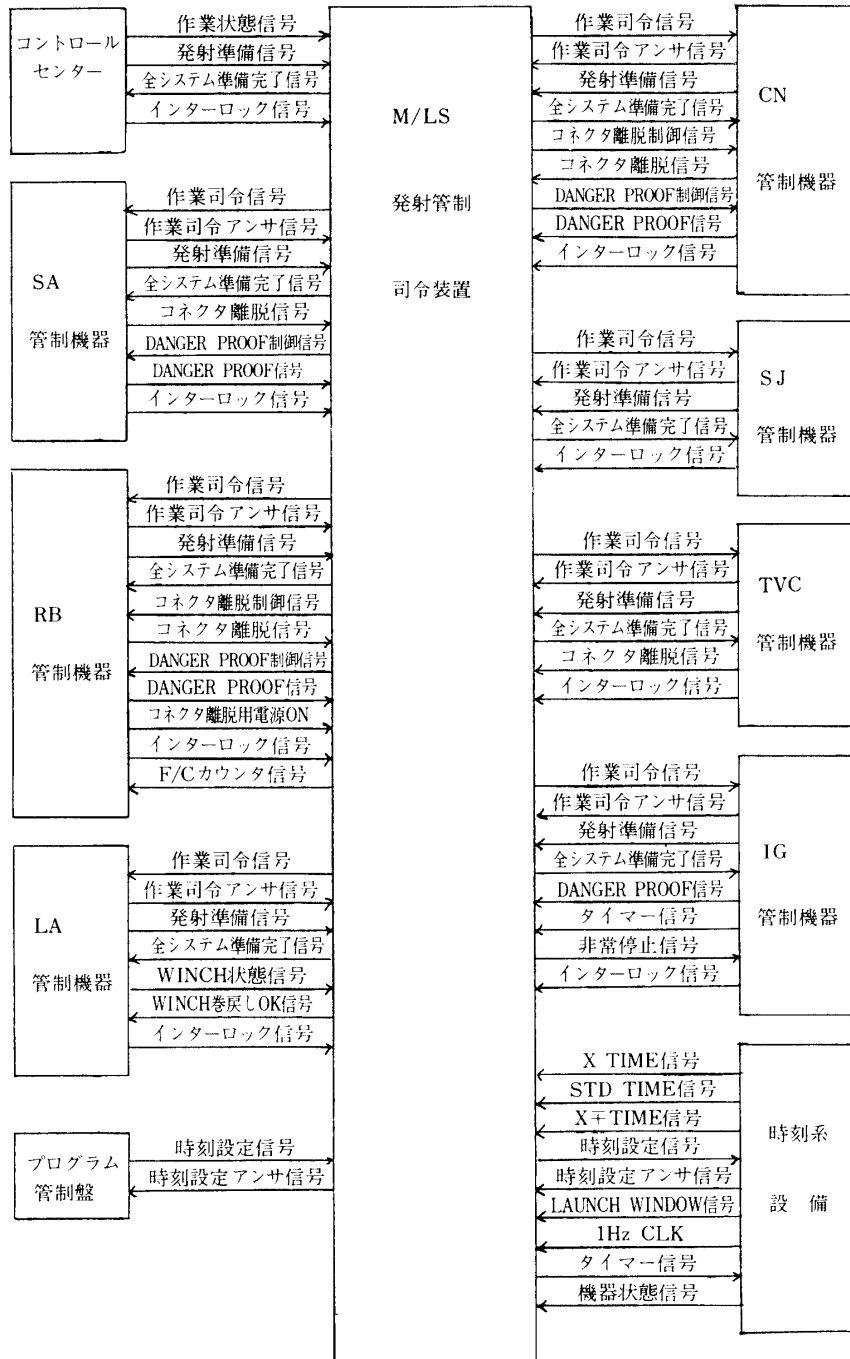 コントロール
センター
作業状態信号
発射準備信号
全システム準備完了信号
インターロック信号
SA
管制機器
作業司令信号
作業司令アンサ信号
発射準備信号
全システム準備完了信号
コネクタ離脱信号
DANGER PROOF制御信号
DANGER PROOF信号
インターロック信号
RB
管制機器
作業司令信号
作業司令アンサ信号
発射準備信号
全システム準備完了信号
コネクタ離脱制御信号
コネクタ離脱信号
DANGER PROOF制御信号
DANGER PROOF信号
コネクタ離脱用電源ON
インターロック信号
F/Cカウンタ信号
LA
管制機器
作業司令信号
作業司令アンサ信号
発射準備信号
全システム準備完了信号
WINCH状態信号
WINCH巻戻しOK信号
インターロック信号
プログラム
管制盤
時刻設定信号
時刻設定アンサ信号
M/LS
発射管制
司令装置
作業司令信号
作業司令アンサ信号
発射準備信号
全システム準備完了信号
コネクタ離脱制御信号
コネクタ離脱信号
DANGER PROOF制御信号
DANGER PROOF信号
インターロック信号
CN
管制機器
作業司令信号
作業司令アンサ信号
発射準備信号
全システム準備完了信号
インターロック信号
SJ
管制機器
作業司令信号
作業司令アンサ信号
発射準備信号
全システム準備完了信号
コネクタ離脱信号
インターロック信号
TVC
管制機器
作業司令信号
作業司令アンサ信号
発射準備信号
全システム準備完了信号
DANGER PROOF信号
タイマー信号
非常停止信号
インターロック信号
IG
管制機器
X TIME信号
STD TIME信号
X∓TIME信号
時刻設定信号
時刻設定アンサ信号
LAUNCH WINDOW信号
1Hz CLK
タイマー信号
機器状態信号
時刻系
設 備